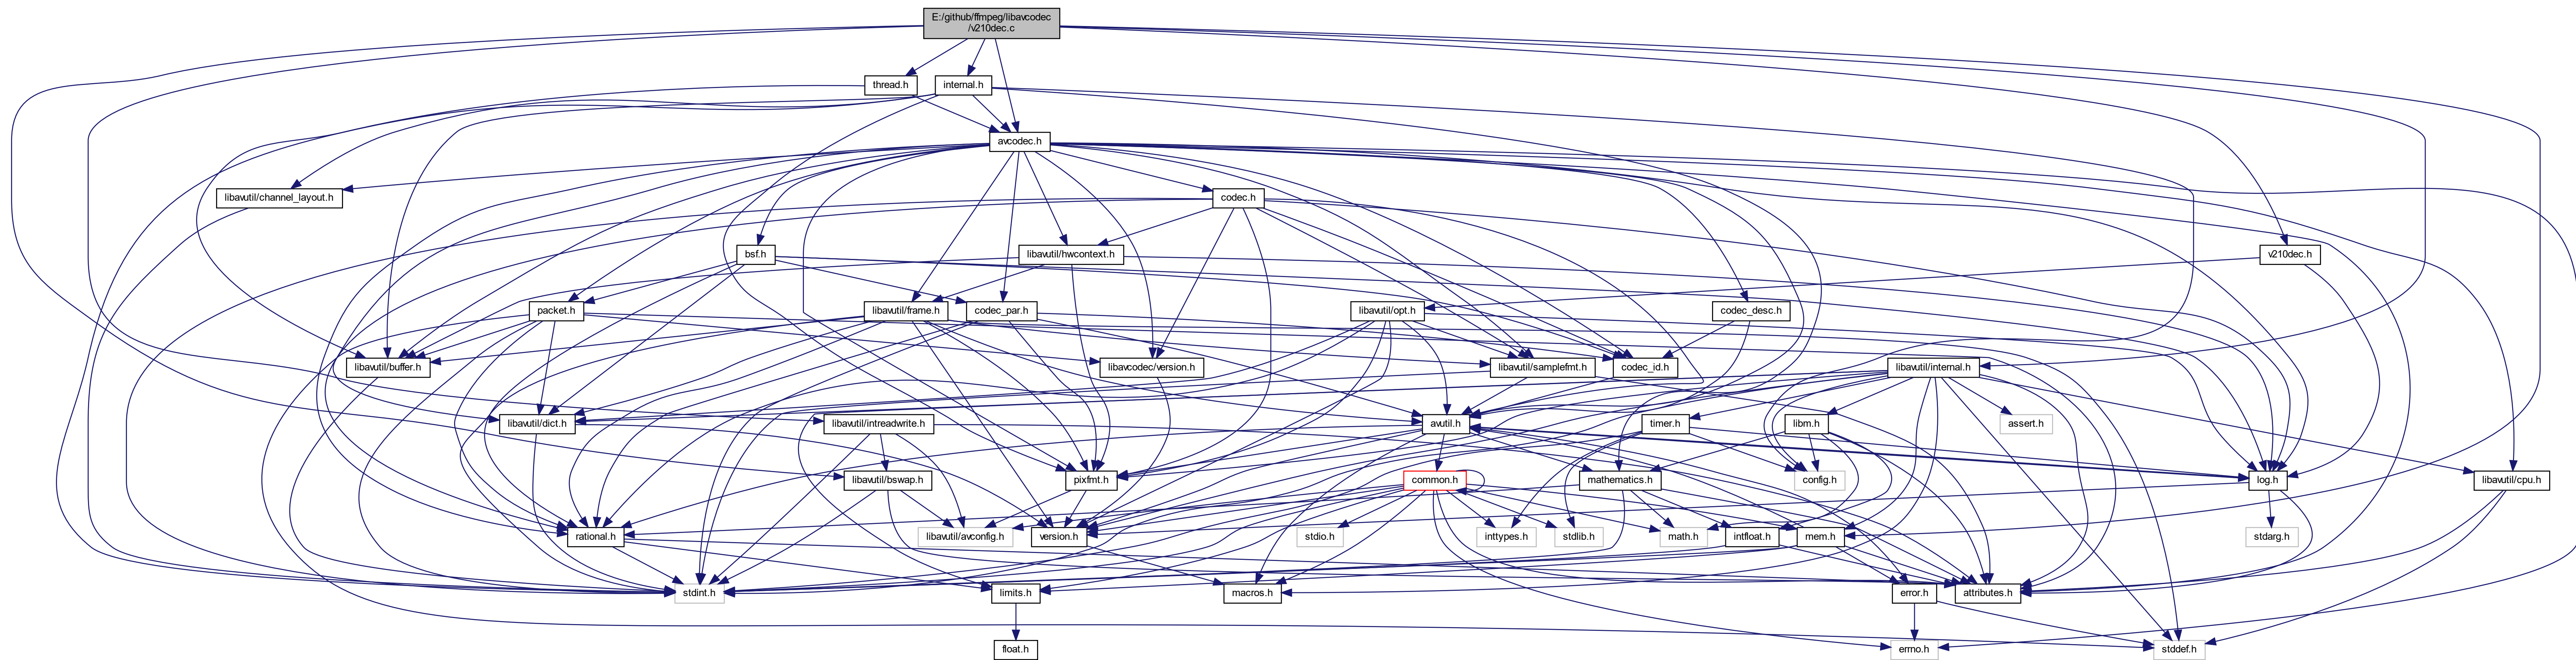 E:/github/ffmpeg/libavcodec
/v210dec.c
thread.h
internal.h
avcodec.h
libavutil/channel_layout.h
codec.h
bsf.h
libavutil/hwcontext.h
v210dec.h
packet.h
libavutil/frame.h
codec_par.h
libavutil/opt.h
codec_desc.h
libavutil/buffer.h
libavcodec/version.h
libavutil/samplefmt.h
codec_id.h
libavutil/internal.h
libavutil/dict.h
libavutil/intreadwrite.h
avutil.h
timer.h
libm.h
assert.h
libavutil/bswap.h
pixfmt.h
common.h
mathematics.h
config.h
log.h
libavutil/cpu.h
rational.h
libavutil/avconfig.h
version.h
stdio.h
inttypes.h
stdlib.h
math.h
intfloat.h
mem.h
stdarg.h
stdint.h
limits.h
macros.h
error.h
attributes.h
float.h
errno.h
stddef.h